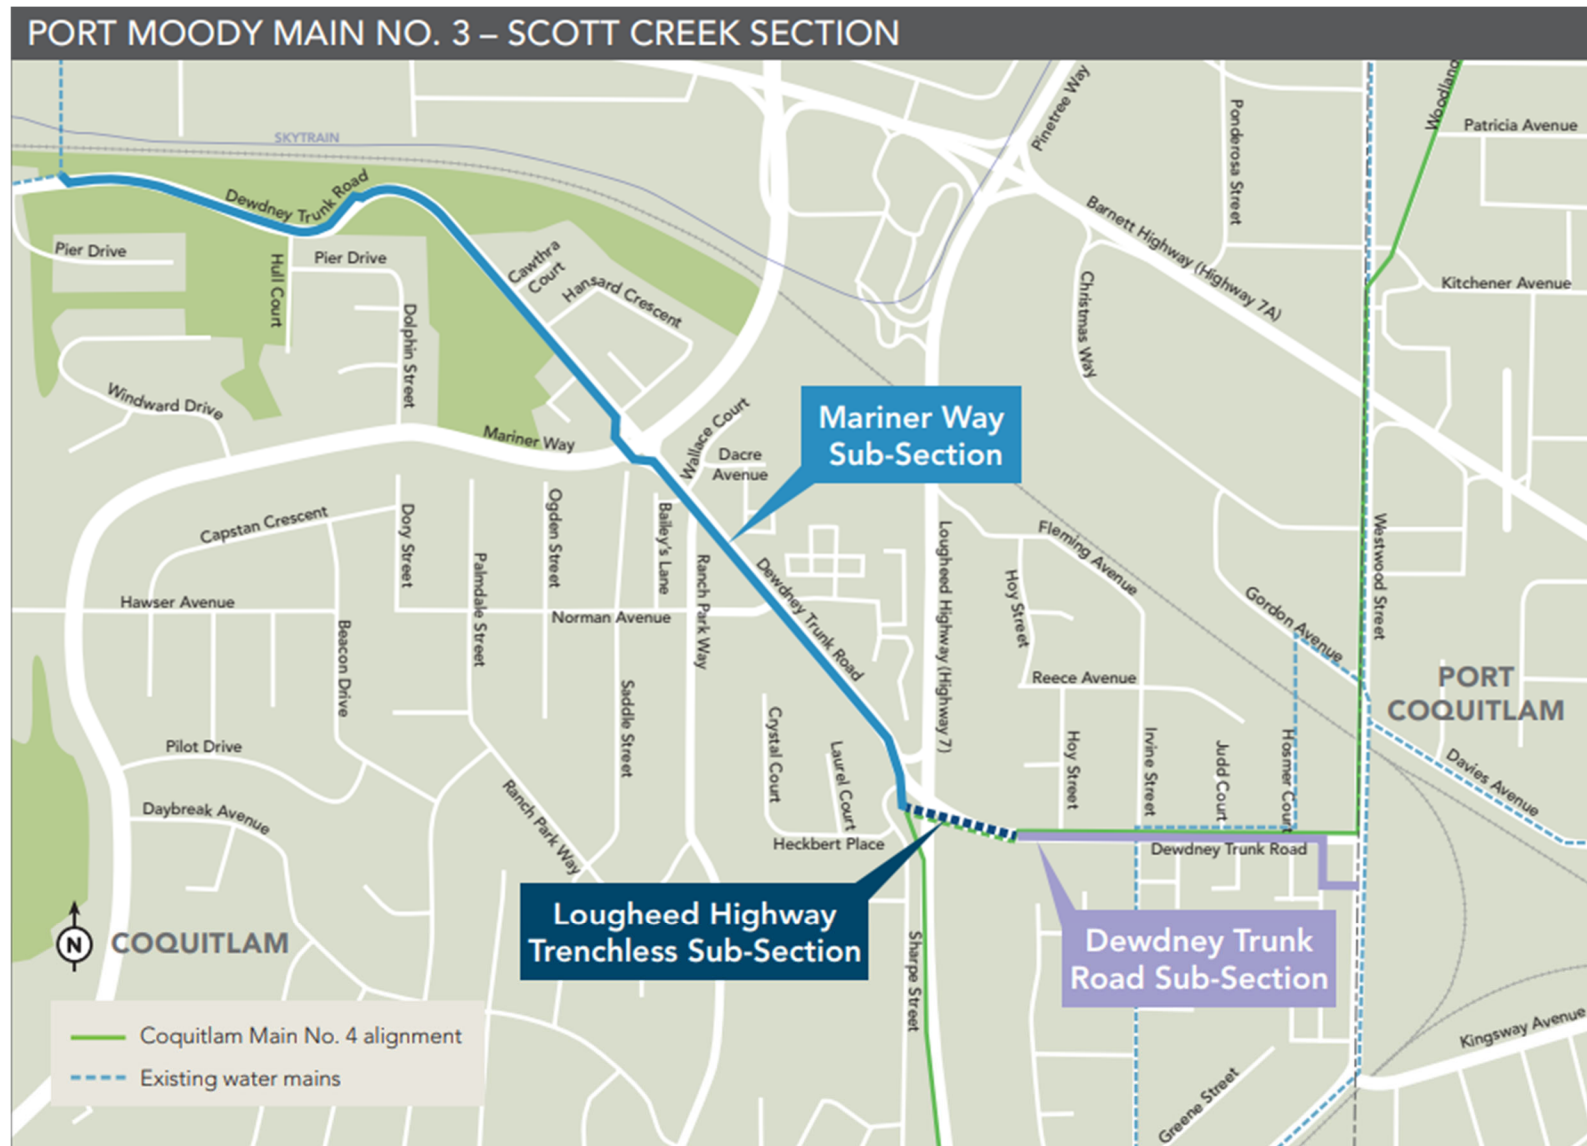 PORT MOODY MAIN NO. 3 – SCOTT CREEK SECTION
SKYTRAIN
Dewdney Trunk Road
Pier Drive
Hull Court
Pier Drive
Dolphin Street
Cawthra
Court
Hansard Crescent
Windward Drive
Mariner Way
Wallace Court
Dacre
Avenue
Mariner Way
Sub-Section
Pinetree Way
Ponderosa Street
Woodland
Patricia Avenue
Barnett Highway (Highway 7A)
Kitchener Avenue
Christmas Way
Capstan Crescent
Dory Street
Palmdale Street
Ogden Street
Bailey's Lane
Ranch Park Way
Dewdney Trunk Road
Lougheed Highway (Highway 7)
Fleming Avenue
Hoy Street
Westwood Street
Gordon Avenue
Hawser Avenue
Norman Avenue
Beacon Drive
Saddle Street
Reece Avenue
PORT
COQUITLAM
Crystal Court
Laurel Court
Hoy Street
Irvine Street
Judd Court
Hosmer Court
Davies Avenue
Pilot Drive
Daybreak Avenue
Ranch Park Way
Heckbert Place
Dewdney Trunk Road
Lougheed Highway
Trenchless Sub-Section
Dewdney Trunk
Road Sub-Section
Sharpe Street
N
COQUITLAM
Kingsway Avenue
Greene Street
Coquitlam Main No. 4 alignment
Existing water mains